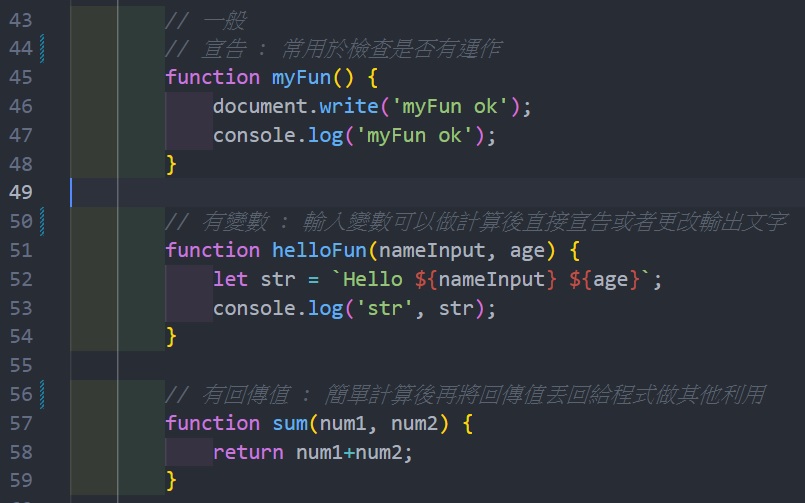 43 // 一般
44 // 宣告 : 常用於檢查是否有運作
45 function myFun() {
46 document.write('myFun ok');
47 console.log('myFun ok');
48 }
49
50 // 有變數 : 輸入變數可以做計算後直接宣告或者更改輸出文字
51 function helloFun(nameInput, age) {
52 let str = `Hello ${nameInput} ${age}`;
53 console.log('str', str);
54 }
55
56 // 有回傳值 : 簡單計算後再將回傳值丟回給程式做其他利用
57 function sum(num1, num2) {
58 return num1+num2;
59 }